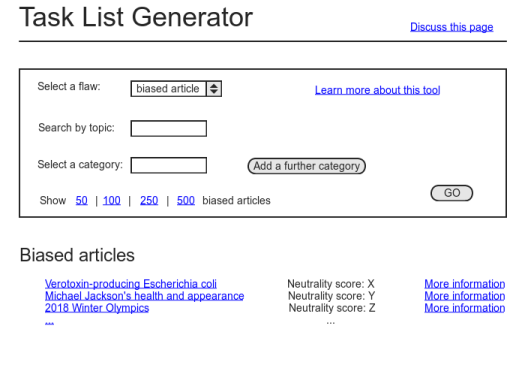 Task List Generator
Discuss this page
Select a flaw: biased article Learn more about this tool
Search by topic:
Select a category: Add a further category
Show 50 | 100 | 250 | 500 biased articles GO
Biased articles
Verotoxin-producing Escherichia coli Neutrality score: X More information
Michael Jackson's health and appearance Neutrality score: Y More information
2018 Winter Olympics Neutrality score: Z More information
... ...